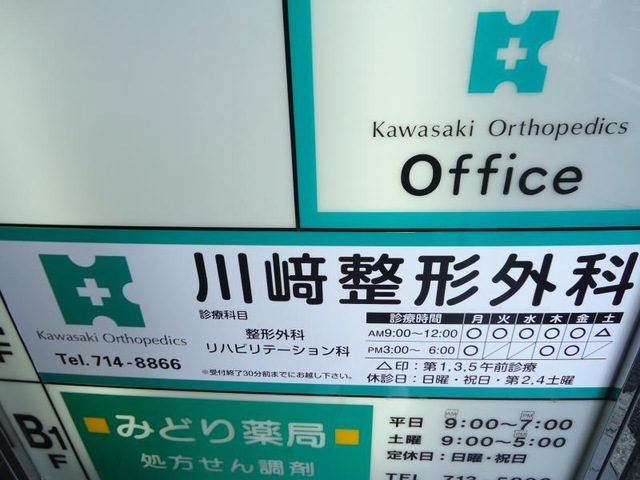 Kawasaki Orthopedics
Office
川﨑整形外科
Kawasaki Orthopedics
Tel.714-8866
診療科目
整形外科
リハビリテーション科
※受付終了30分前までにお越し下さい。
診療時間 月 火 水 木 金 土
AM9:00~12:00 〇 〇 〇 〇 〇 △
PM3:00~ 6:00 〇 / 〇 〇 〇 /
△印：第1,3,5午前診療
休診日：日曜・祝日・第2,4土曜
B1
F
みどり薬局
処方せん調剤
平日 AM 9:00~PM 7:00
土曜 9:00~PM 5:00
定休日：日曜・祝日